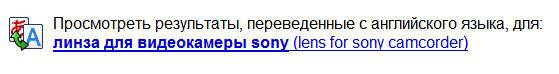 Просмотреть результаты, переведенные с английского языка, для:
линза для видеокамеры sony (lens for sony camcorder)